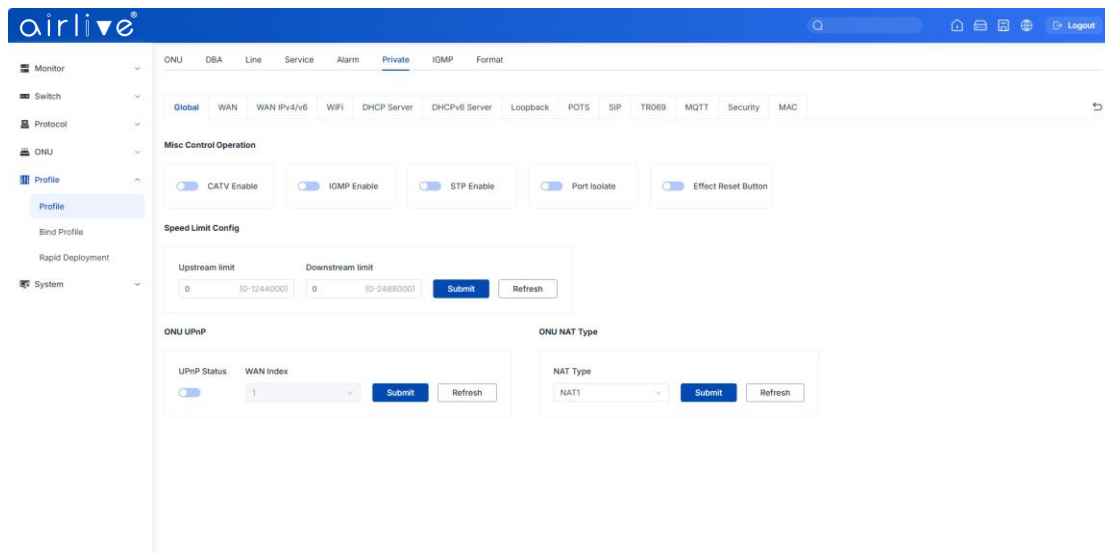 airlive®
Logout
Monitor
Switch
Protocol
ONU
Profile
Profile
Bind Profile
Rapid Deployment
System
ONU DBA Line Service Alarm Private IGMP Format
Global WAN WAN IPv4/v6 WiFi DHCP Server DHCPv6 Server Loopback POTS SIP TR069 MQTT Security MAC
Misc Control Operation
CATV Enable IGMP Enable STP Enable Port Isolate Effect Reset Button
Speed Limit Config
Upstream limit Downstream limit
0 (0-1244000) 0 (0-2488000) Submit Refresh
ONU UPnP ONU NAT Type
UPnP Status WAN Index NAT Type
1 Submit Refresh NAT1 Submit Refresh